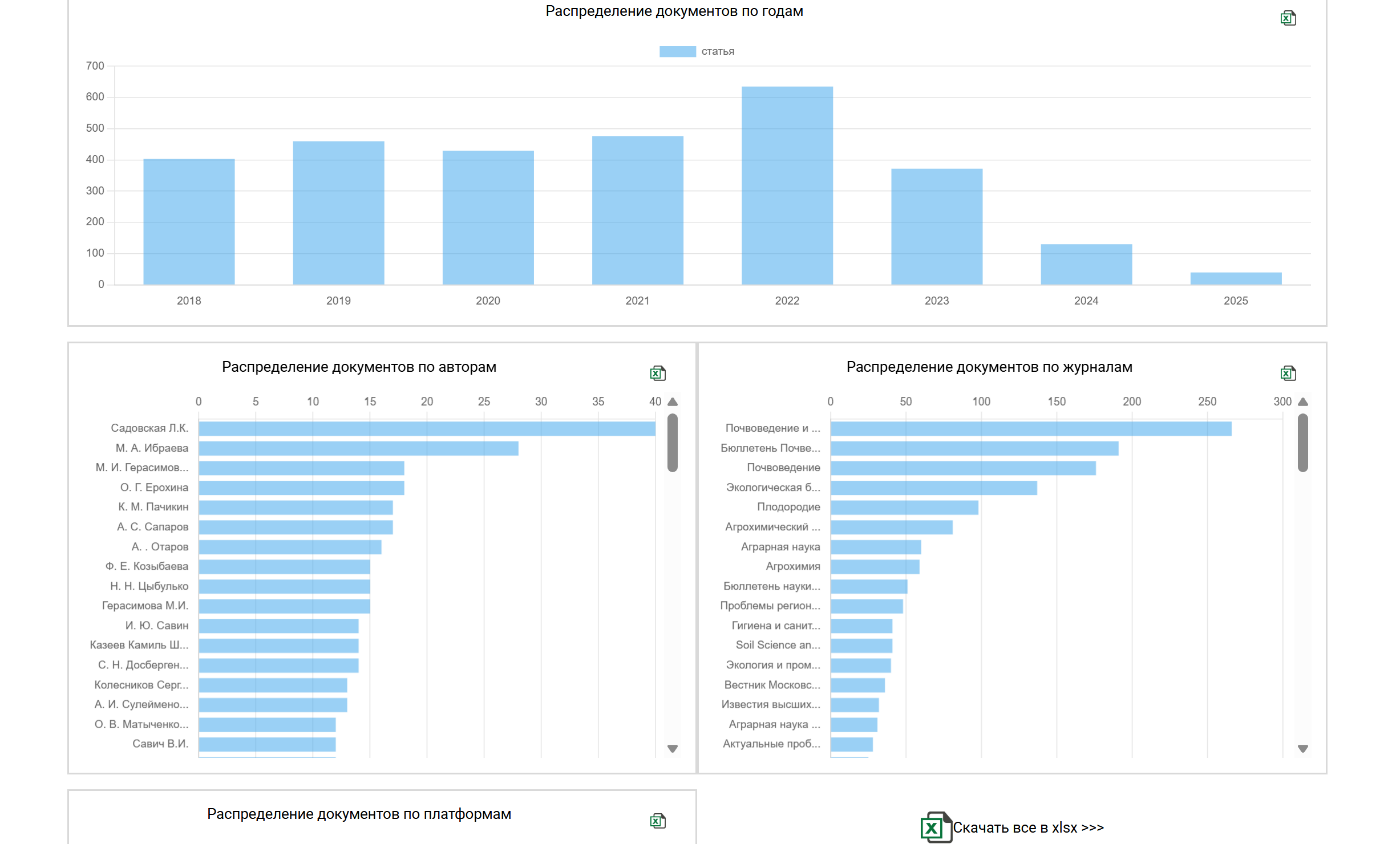 Распределение документов по годам
статья
700
600
500
400
300
200
100
0
2018 2019 2020 2021 2022 2023 2024 2025
Распределение документов по авторам
0 5 10 15 20 25 30 35 40
Садовская Л.К.
М. А. Ибраева
М. И. Герасимов...
О. Г. Ерохина
К. М. Пачикин
А. С. Сапаров
А. . Отаров
Ф. Е. Козыбаева
Н. Н. Цыбулько
Герасимова М.И.
И. Ю. Савин
Казеев Камиль Ш...
С. Н. Досберген...
Колесников Серг...
А. И. Сулеймено...
О. В. Матыченко...
Савич В.И.
Распределение документов по журналам
0 50 100 150 200 250 300
Почвоведение и ...
Бюллетень Почве...
Почвоведение
Экологическая б...
Плодородие
Агрохимический ...
Аграрная наука
Агрохимия
Бюллетень науки...
Проблемы регион...
Гигиена и санит...
Soil Science an...
Экология и пром...
Вестник Московс...
Известия высших...
Аграрная наука ...
Актуальные проб...
Распределение документов по платформам
Скачать все в xlsx >>>